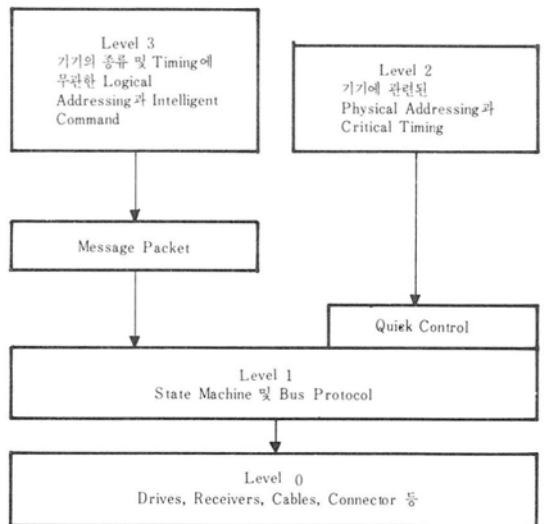 Level 3
기기의 종류 및 Timing에
무관한 Logical
Addressing과 Intelligent
Command
Level 2
기기에 관련된
Physical Addressing과
Critical Timing
Message Packet
Quick Control
Level 1
State Machine 및 Bus Protocol
Level 0
Drives, Receivers, Cables, Connector 등